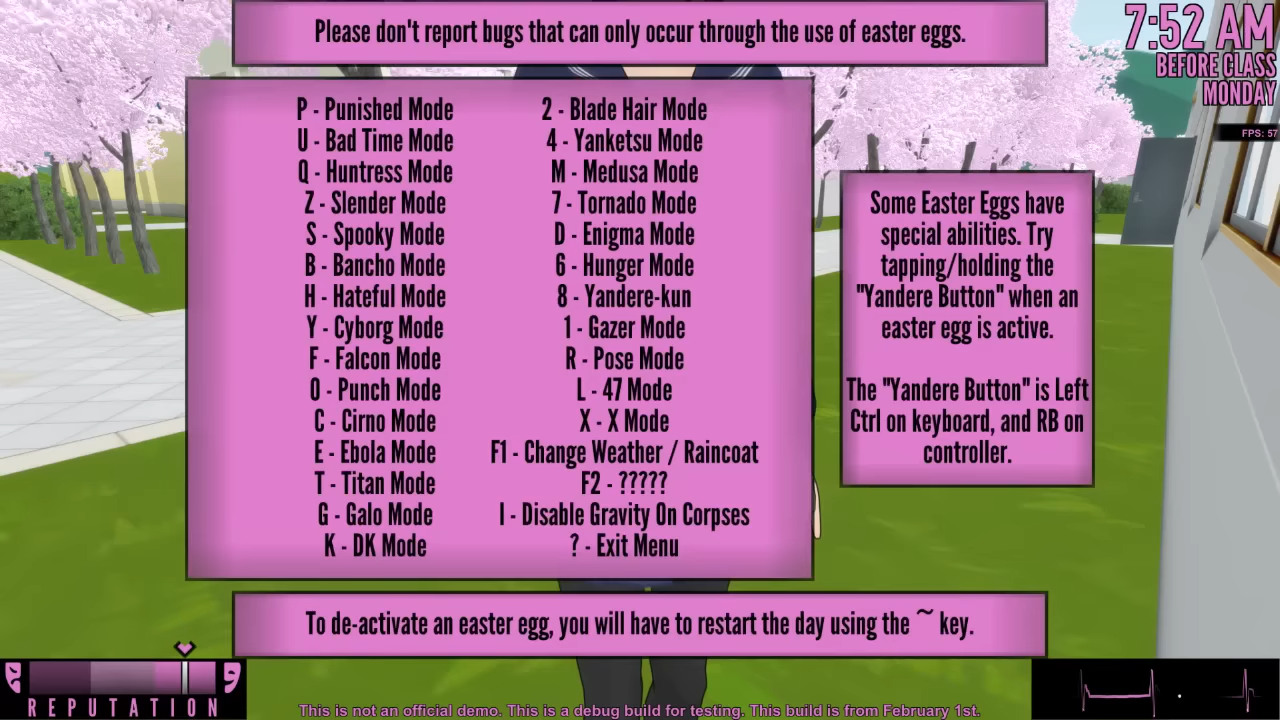 Please don't report bugs that can only occur through the use of easter eggs.
7:52 AM
BEFORE CLASS
MONDAY
FPS: 57
P - Punished Mode
U - Bad Time Mode
Q - Huntress Mode
Z - Slender Mode
S - Spooky Mode
B - Bancho Mode
H - Hateful Mode
Y - Cyborg Mode
F - Falcon Mode
O - Punch Mode
C - Cirno Mode
E - Ebola Mode
T - Titan Mode
G - Galo Mode
K - DK Mode
2 - Blade Hair Mode
4 - Yanketsu Mode
M - Medusa Mode
7 - Tornado Mode
D - Enigma Mode
6 - Hunger Mode
8 - Yandere-kun
1 - Gazer Mode
R - Pose Mode
L - 47 Mode
X - X Mode
F1 - Change Weather / Raincoat
F2 - ?????
I - Disable Gravity On Corpses
? - Exit Menu
Some Easter Eggs have
special abilities. Try
tapping/holding the
"Yandere Button" when an
easter egg is active.
The "Yandere Button" is Left
Ctrl on keyboard, and RB on
controller.
To de-activate an easter egg, you will have to restart the day using the ~ key.
REPUTATION
This is not an official demo. This is a debug build for testing. This build is from February 1st.